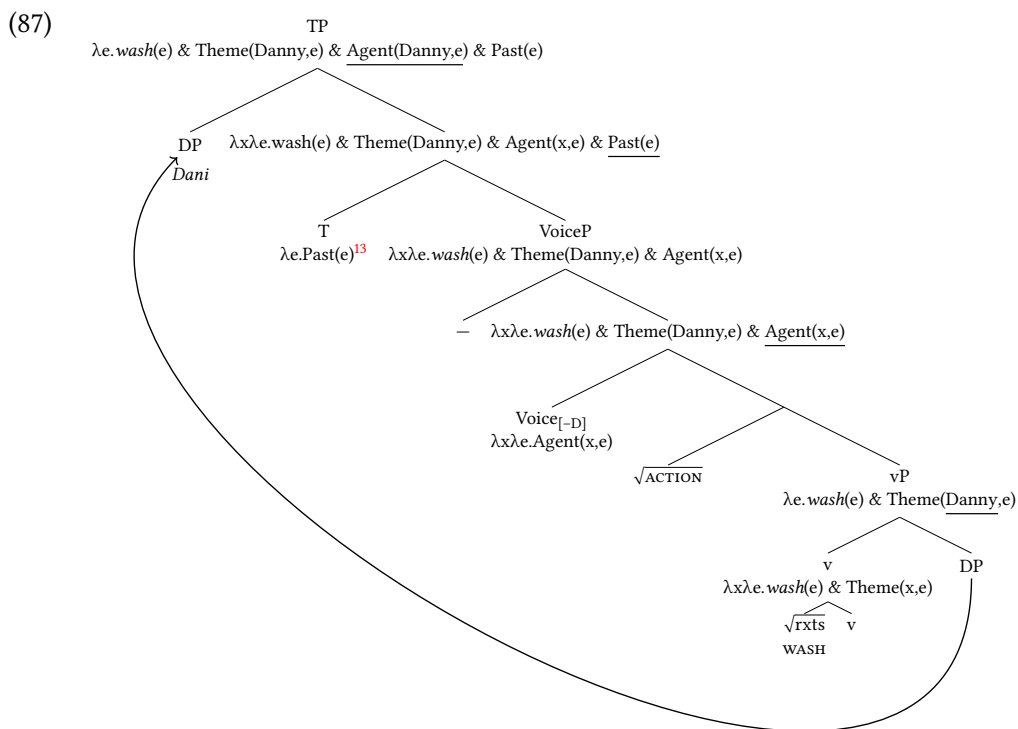 (87)
TP
λe.wash(e) & Theme(Danny,e) & Agent(Danny,e) & Past(e)
DP
Dani
λxλe.wash(e) & Theme(Danny,e) & Agent(x,e) & Past(e)
T
λe.Past(e)13
VoiceP
λxλe.wash(e) & Theme(Danny,e) & Agent(x,e)
– λxλe.wash(e) & Theme(Danny,e) & Agent(x,e)
Voice[–D]
λxλe.Agent(x,e)
√ACTION
vP
λe.wash(e) & Theme(Danny,e)
v
λxλe.wash(e) & Theme(x,e)
DP
√rxts v
WASH